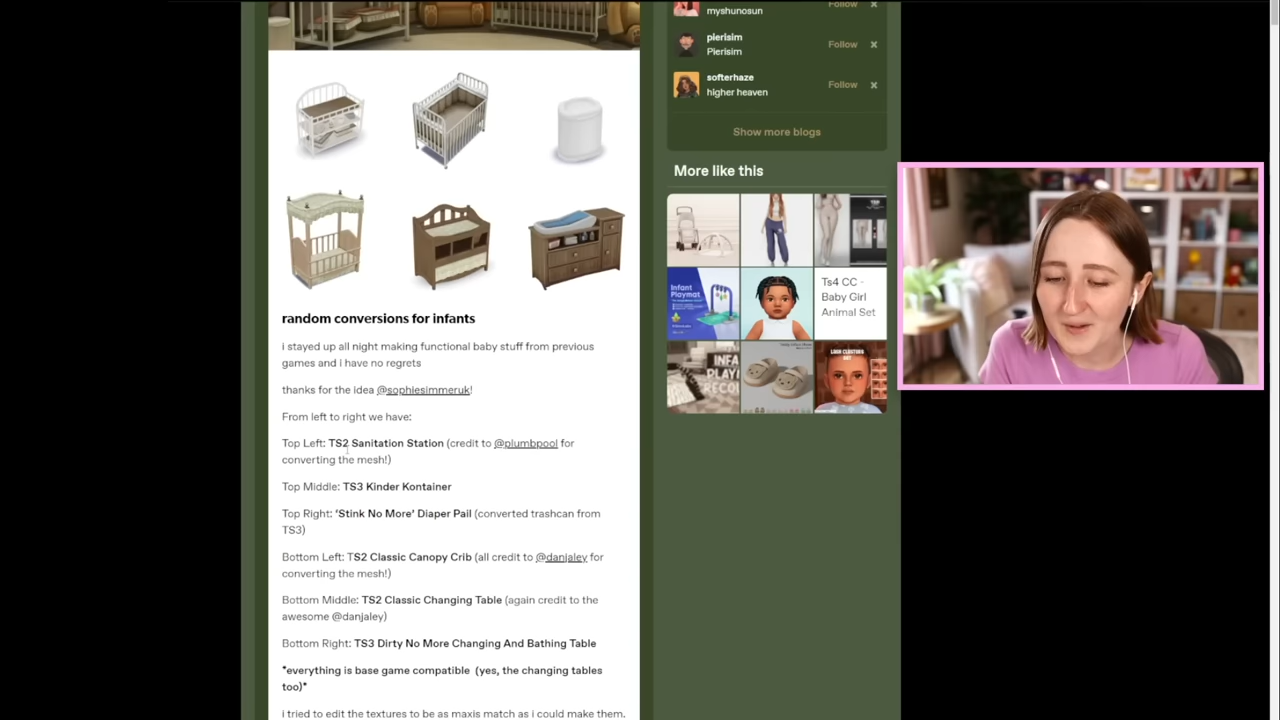 random conversions for infants
i stayed up all night making functional baby stuff from previous
games and i have no regrets
thanks for the idea @sophiesimmeruk!
From left to right we have:
Top Left: TS2 Sanitation Station (credit to @plumbpool for
converting the mesh!)
Top Middle: TS3 Kinder Kontainer
Top Right: ‘Stink No More’ Diaper Pail (converted trashcan from
TS3)
Bottom Left: TS2 Classic Canopy Crib (all credit to @danjaley for
converting the mesh!)
Bottom Middle: TS2 Classic Changing Table (again credit to the
awesome @danjaley)
Bottom Right: TS3 Dirty No More Changing And Bathing Table
*everything is base game compatible (yes, the changing tables
too)*
i tried to edit the textures to be as maxis match as i could make them.
Follow
myshunosun
pierisim
Pierisim
Follow
softerhaze
higher heaven
Follow
Show more blogs
More like this
Infant
Playmat
Ts4 CC -
Baby Girl
Animal Set